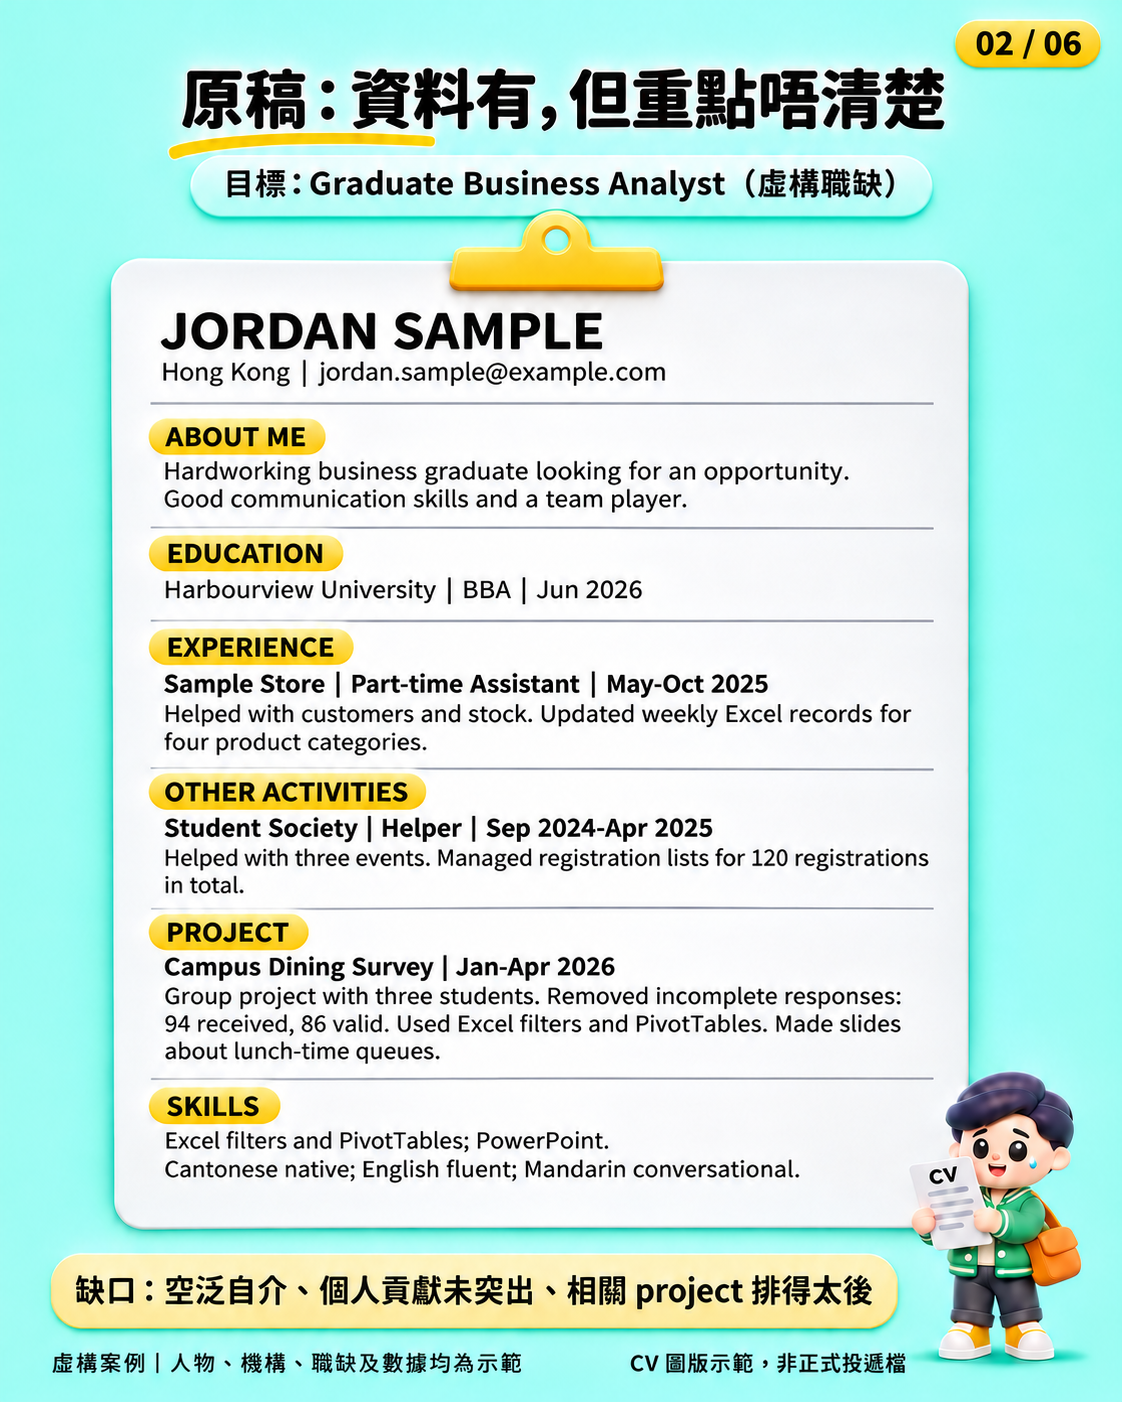 02 / 06
原稿：資料有，但重點唔清楚
目標：Graduate Business Analyst（虛構職缺）
JORDAN SAMPLE
Hong Kong | jordan.sample@example.com
ABOUT ME
Hardworking business graduate looking for an opportunity.
Good communication skills and a team player.
EDUCATION
Harbourview University | BBA | Jun 2026
EXPERIENCE
Sample Store | Part-time Assistant | May-Oct 2025
Helped with customers and stock. Updated weekly Excel records for
four product categories.
OTHER ACTIVITIES
Student Society | Helper | Sep 2024-Apr 2025
Helped with three events. Managed registration lists for 120 registrations
in total.
PROJECT
Campus Dining Survey | Jan-Apr 2026
Group project with three students. Removed incomplete responses:
94 received, 86 valid. Used Excel filters and PivotTables. Made slides
about lunch-time queues.
SKILLS
Excel filters and PivotTables; PowerPoint.
Cantonese native; English fluent; Mandarin conversational.
CV
缺口：空泛自介、個人貢獻未突出、相關 project 排得太後
虛構案例｜人物、機構、職缺及數據均為示範
CV 圖版示範，非正式投遞檔